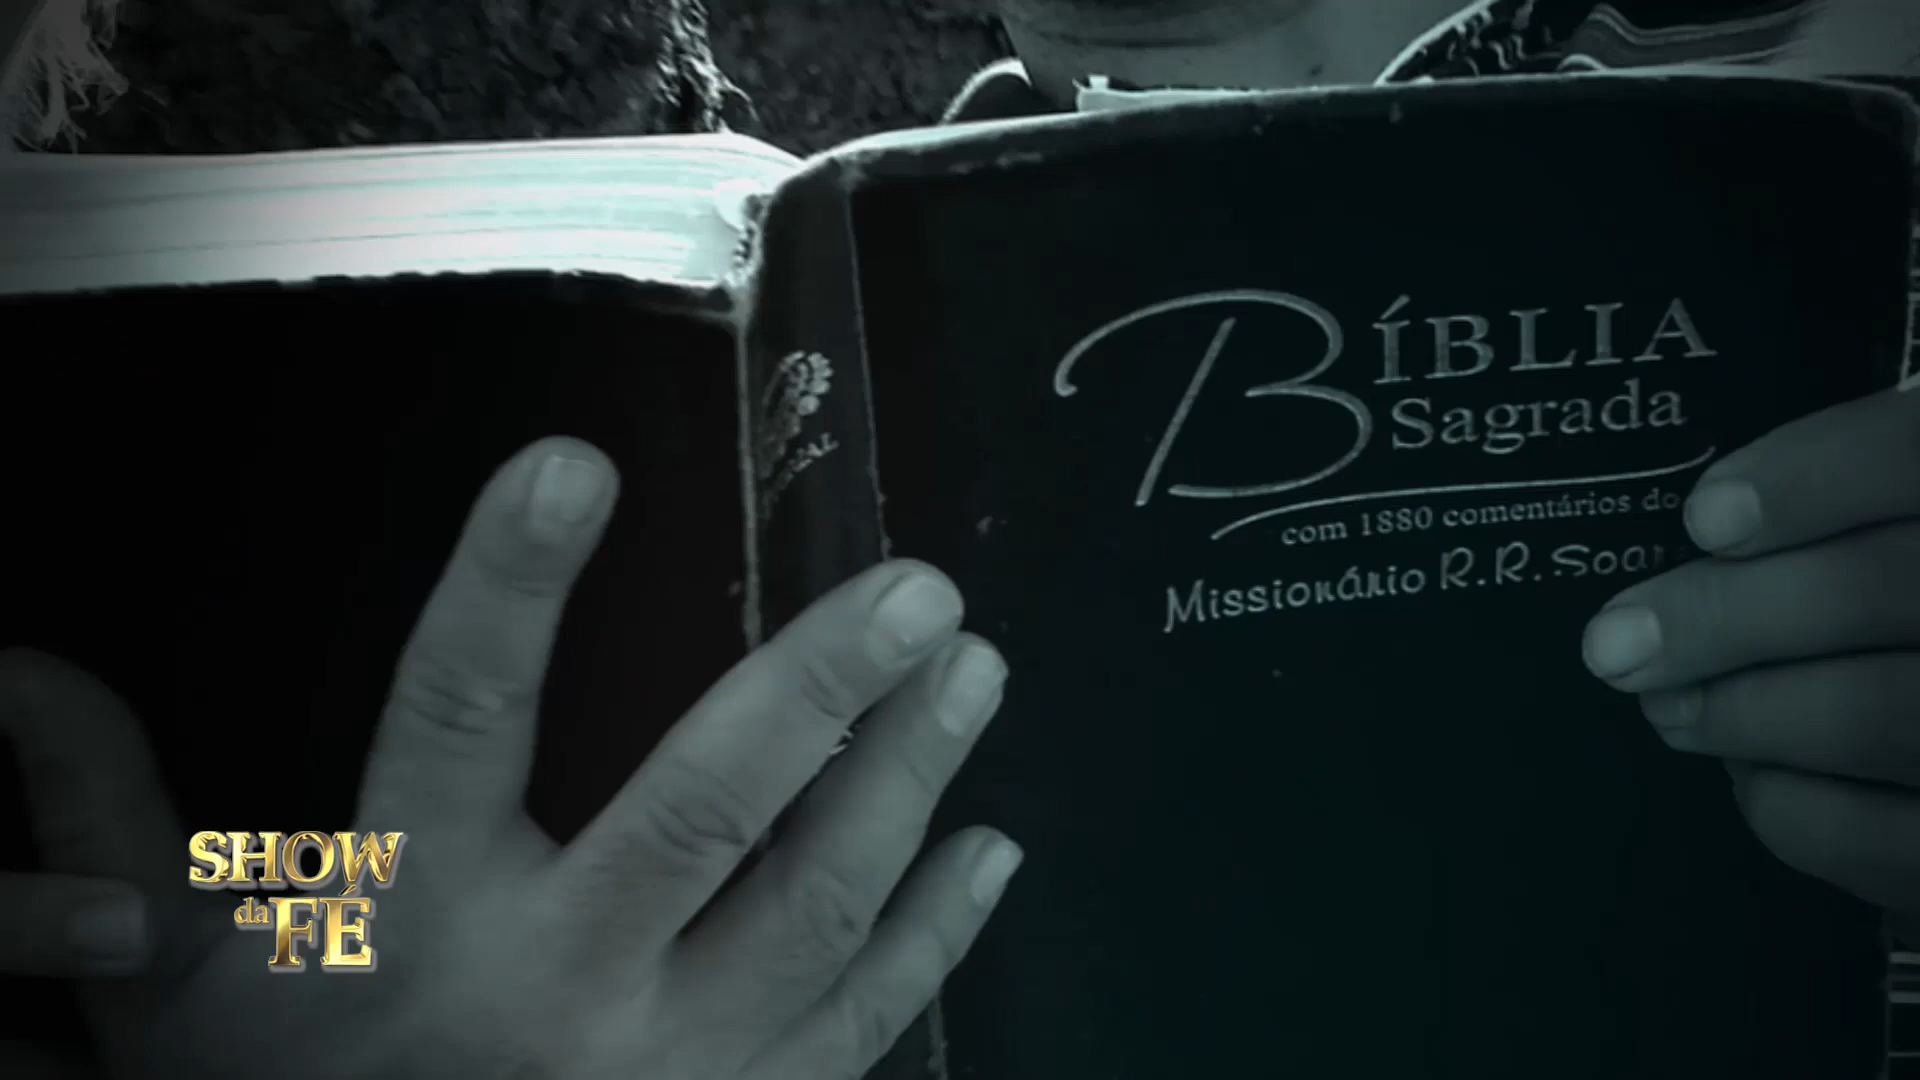 BÍBLIA
Sagrada
com 1880 comentários do
Missionário R.R.
SHOW
da FÉ